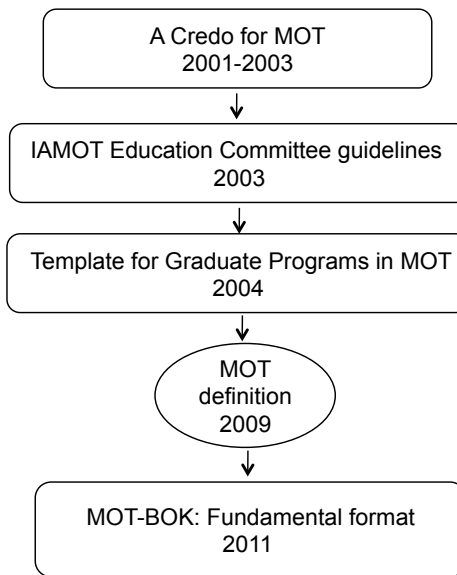 A Credo for MOT
2001-2003
IAMOT Education Committee guidelines
2003
Template for Graduate Programs in MOT
2004
MOT
definition
2009
MOT-BOK: Fundamental format
2011